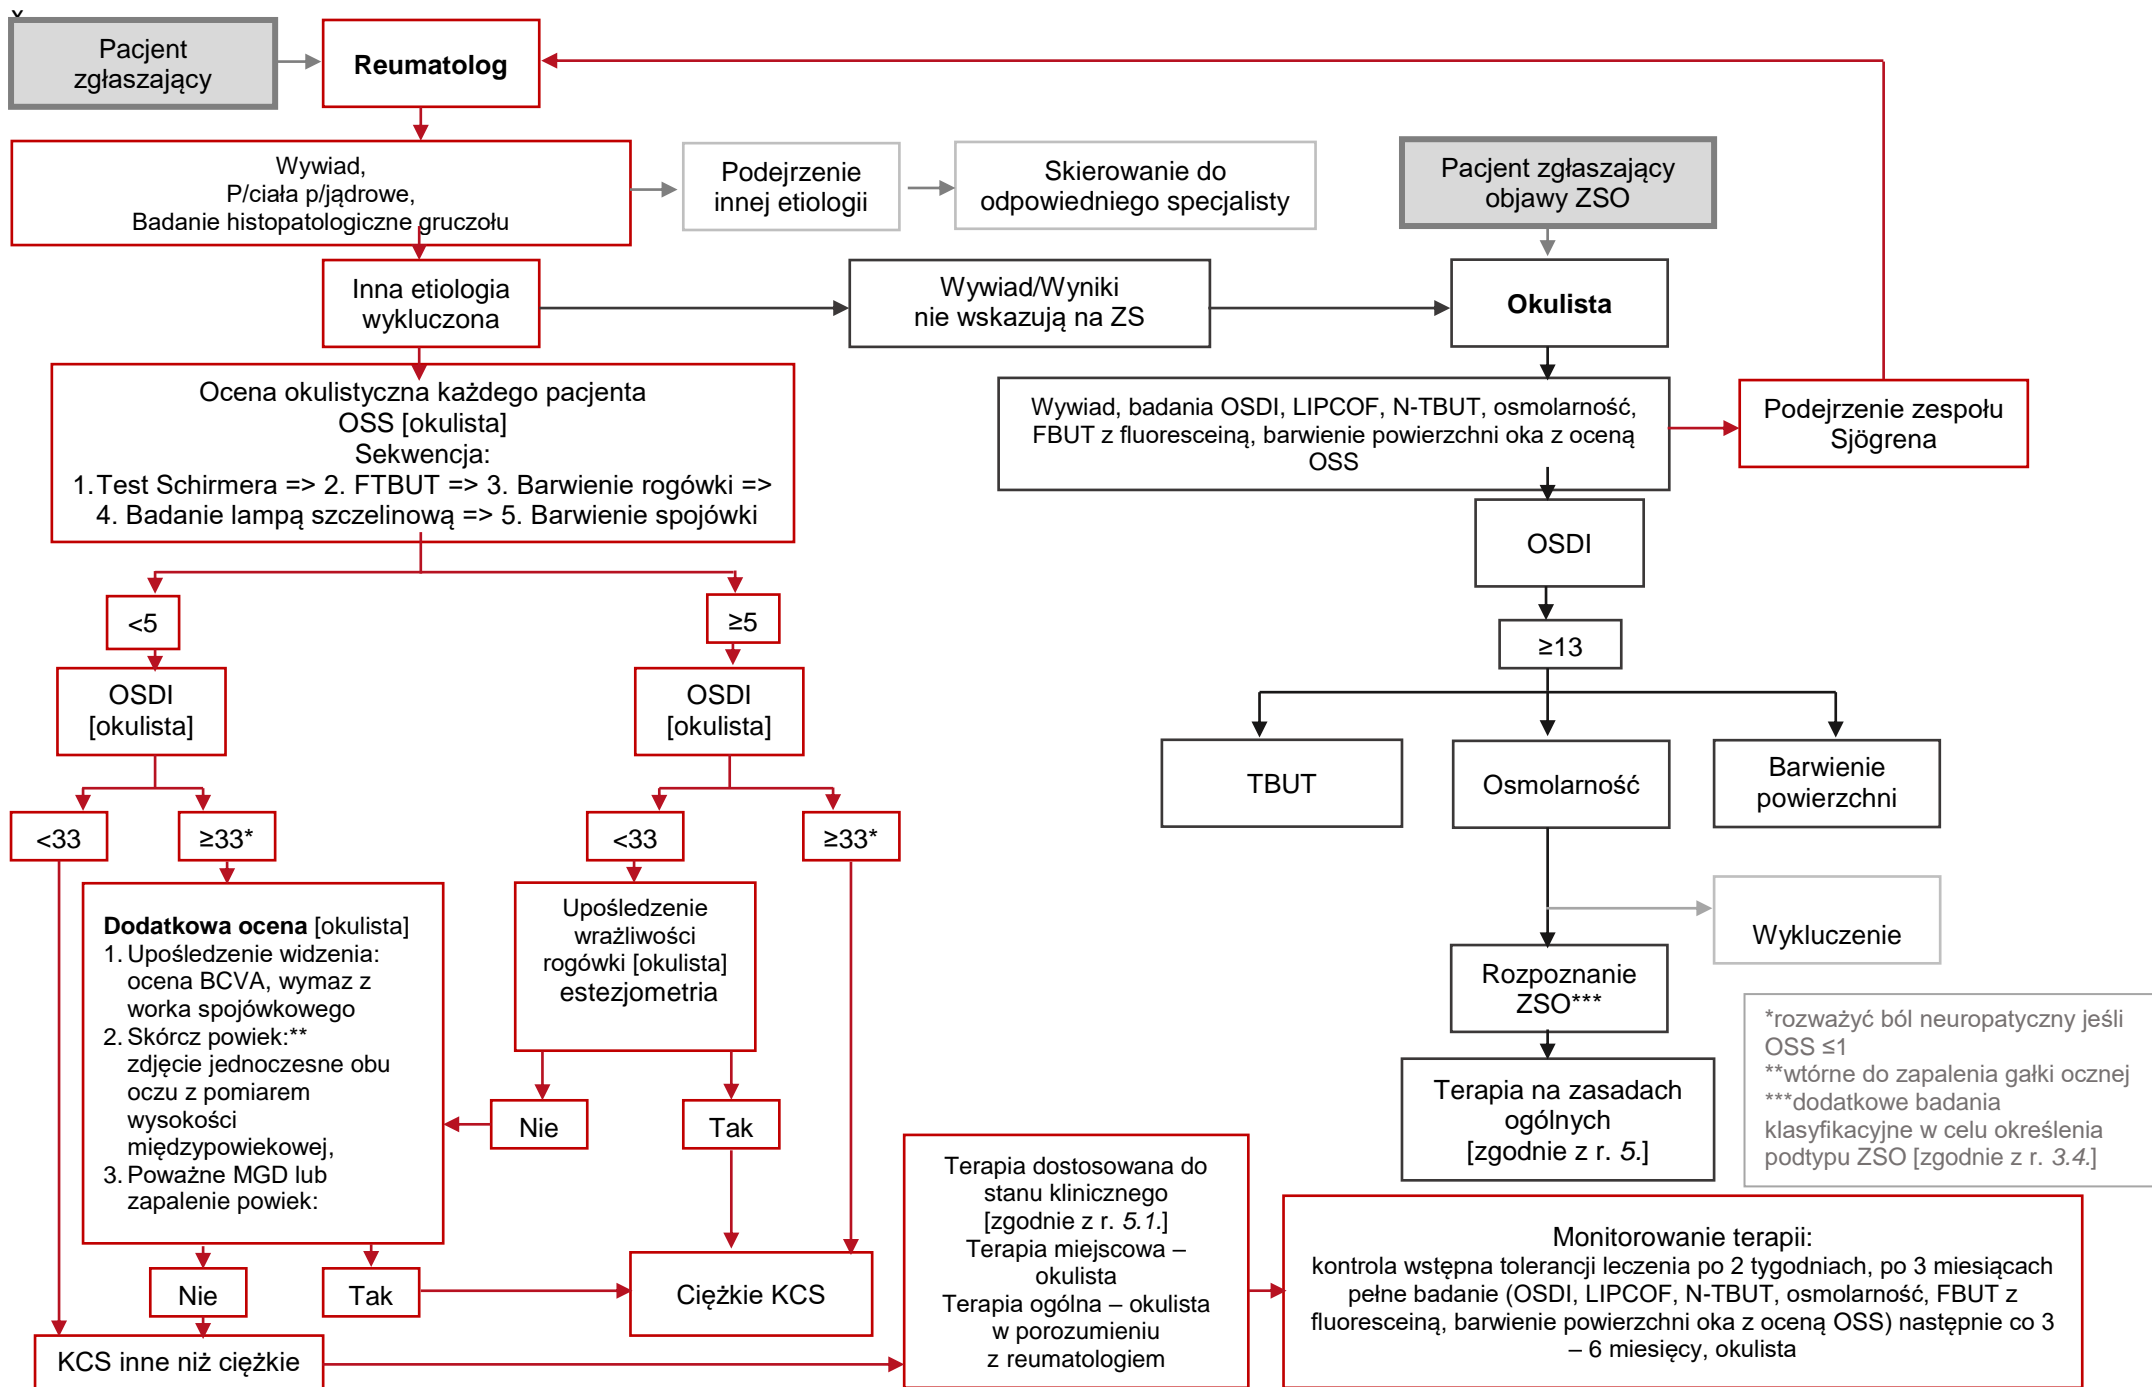 Pacjent
zgłaszający
Reumatolog
Wywiad,
P/ciała p/jądrowe,
Badanie histopatologiczne gruczołu
Podejrzenie
innej etiologii
Skierowanie do
odpowiedniego specjalisty
Pacjent zgłaszający
objawy ZSO
Inna etiologia
wykluczona
Wywiad/Wyniki
nie wskazują na ZS
Okulista
Ocena okulistyczna każdego pacjenta
OSS [okulista]
Sekwencja:
1. Test Schirmera => 2. FTBUT => 3. Barwienie rogówki =>
4. Badanie lampą szczelinową => 5. Barwienie spojówki
Wywiad, badania OSDI, LIPCOF, N-TBUT, osmolarność,
FBUT z fluoresceiną, barwienie powierzchni oka z oceną
OSS
Podejrzenie zespołu
Sjögrena
OSDI
≥13
<5
≥5
OSDI
[okulista]
OSDI
[okulista]
TBUT
Osmolarność
Barwienie
powierzchni
<33
≥33*
<33
≥33*
Dodatkowa ocena [okulista]
1. Upośledzenie widzenia:
ocena BCVA, wymaz z
worka spojówkowego
2. Skórcz powiek:**
zdjęcie jednoczesne obu
oczu z pomiarem
wysokości
międzypowiekowej,
3. Poważne MGD lub
zapalenie powiek:
Upośledzenie
wrażliwości
rogówki [okulista]
estezjometria
Wykluczenie
Rozpoznanie
ZSO***
*rozważyć ból neuropatyczny jeśli
OSS ≤1
**wtórne do zapalenia gałki ocznej
***dodatkowe badania
klasyfikacyjne w celu określenia
podtypu ZSO [zgodnie z r. 3.4.]
Nie
Tak
Terapia na zasadach
ogólnych
[zgodnie z r. 5.]
Terapia dostosowana do
stanu klinicznego
[zgodnie z r. 5.1.]
Terapia miejscowa –
okulista
Terapia ogólna – okulista
w porozumieniu
z reumatologiem
Monitorowanie terapii:
kontrola wstępna tolerancji leczenia po 2 tygodniach, po 3 miesiącach
pełne badanie (OSDI, LIPCOF, N-TBUT, osmolarność, FBUT z
fluoresceiną, barwienie powierzchni oka z oceną OSS) następnie co 3
– 6 miesięcy, okulista
Nie
Tak
Ciężkie KCS
KCS inne niż ciężkie